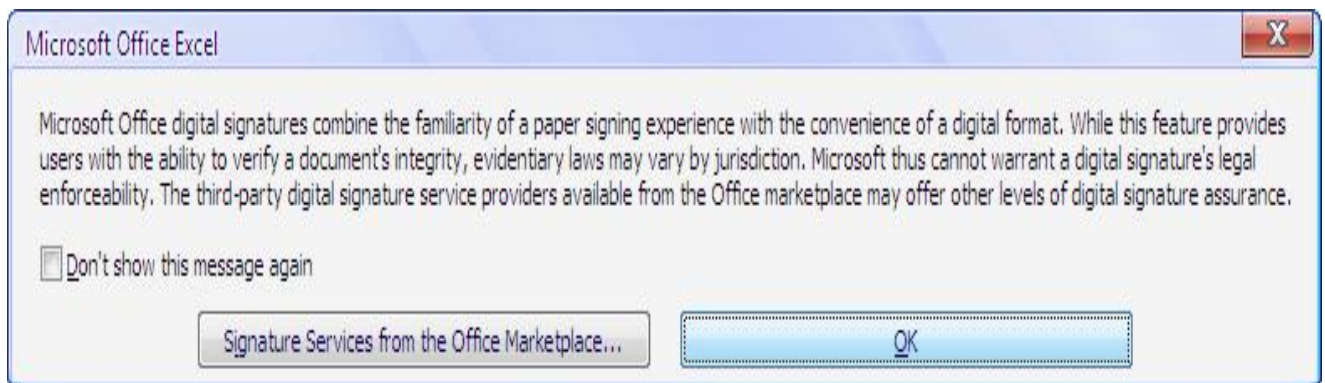 Microsoft Office Excel
X
Microsoft Office digital signatures combine the familiarity of a paper signing experience with the convenience of a digital format. While this feature provides
users with the ability to verify a document's integrity, evidentiary laws may vary by jurisdiction. Microsoft thus cannot warrant a digital signature's legal
enforceability. The third-party digital signature service providers available from the Office marketplace may offer other levels of digital signature assurance.
Don't show this message again
Signature Services from the Office Marketplace...
OK